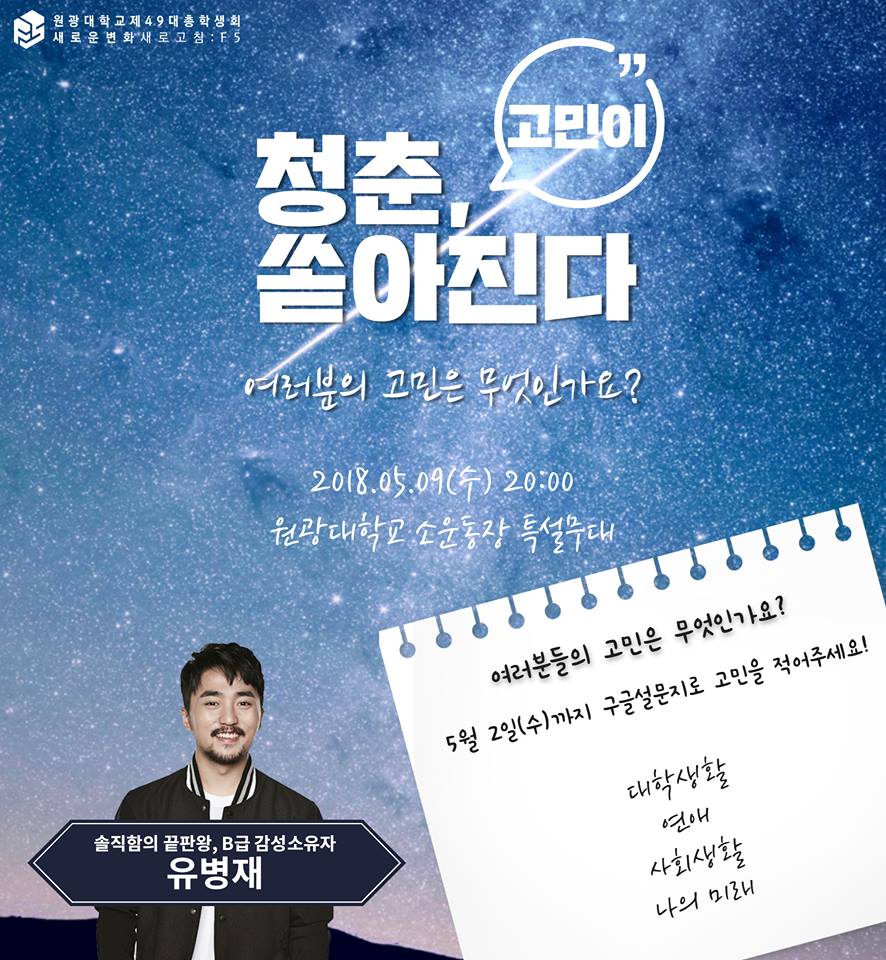 원광대학교제49대총학생회
새로운변화새로고침:F5
청춘,
고민이”
쏟아진다
여러분의 고민은 무엇인가요?
2018.05.09(수) 20:00
원광대학교 소운동장 특설무대
여러분들의 고민은 무엇인가요?
5월 2일(수)까지 구글설문지로 고민을 적어주세요!
대학생활
연애
사회생활
나의 미래
솔직함의 끝판왕, B급 감성소유자
유병재